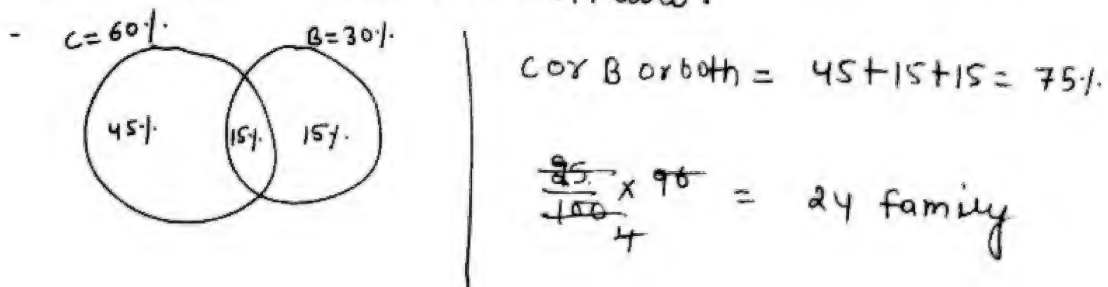 - C=60%. B=30%.
45%. 15%. 15%.
C or B or both = 45+15+15 = 75%.
25/100 × 96 = 24 family
4